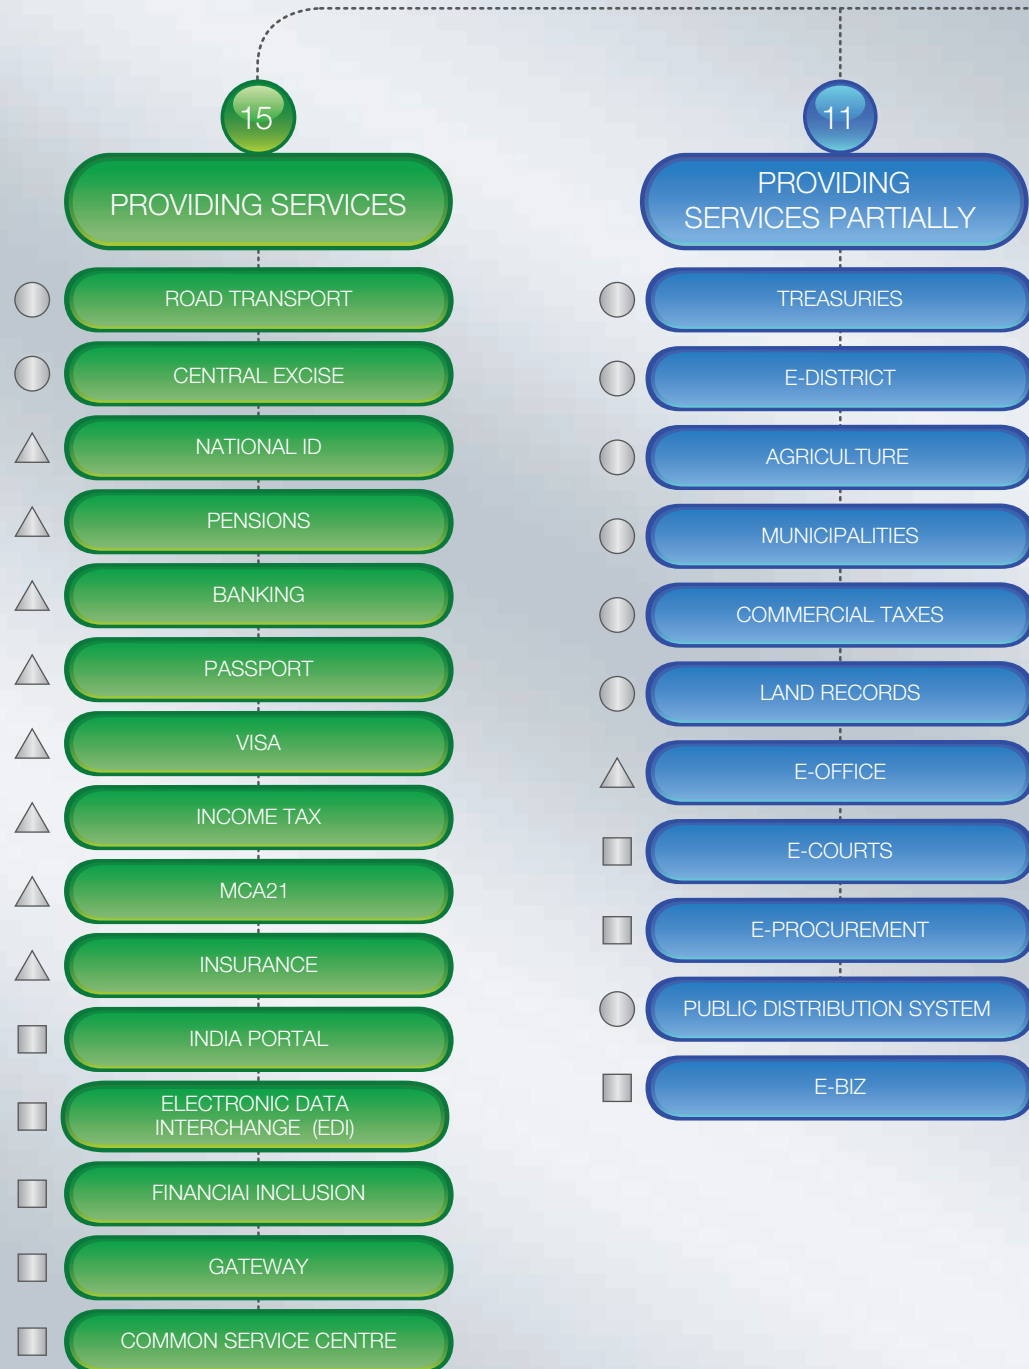 15
PROVIDING SERVICES
ROAD TRANSPORT
CENTRAL EXCISE
NATIONAL ID
PENSIONS
BANKING
PASSPORT
VISA
INCOME TAX
MCA21
INSURANCE
INDIA PORTAL
ELECTRONIC DATA
INTERCHANGE (EDI)
FINANCIAI INCLUSION
GATEWAY
COMMON SERVICE CENTRE
11
PROVIDING
SERVICES PARTIALLY
TREASURIES
E-DISTRICT
AGRICULTURE
MUNICIPALITIES
COMMERCIAL TAXES
LAND RECORDS
E-OFFICE
E-COURTS
E-PROCUREMENT
PUBLIC DISTRIBUTION SYSTEM
E-BIZ